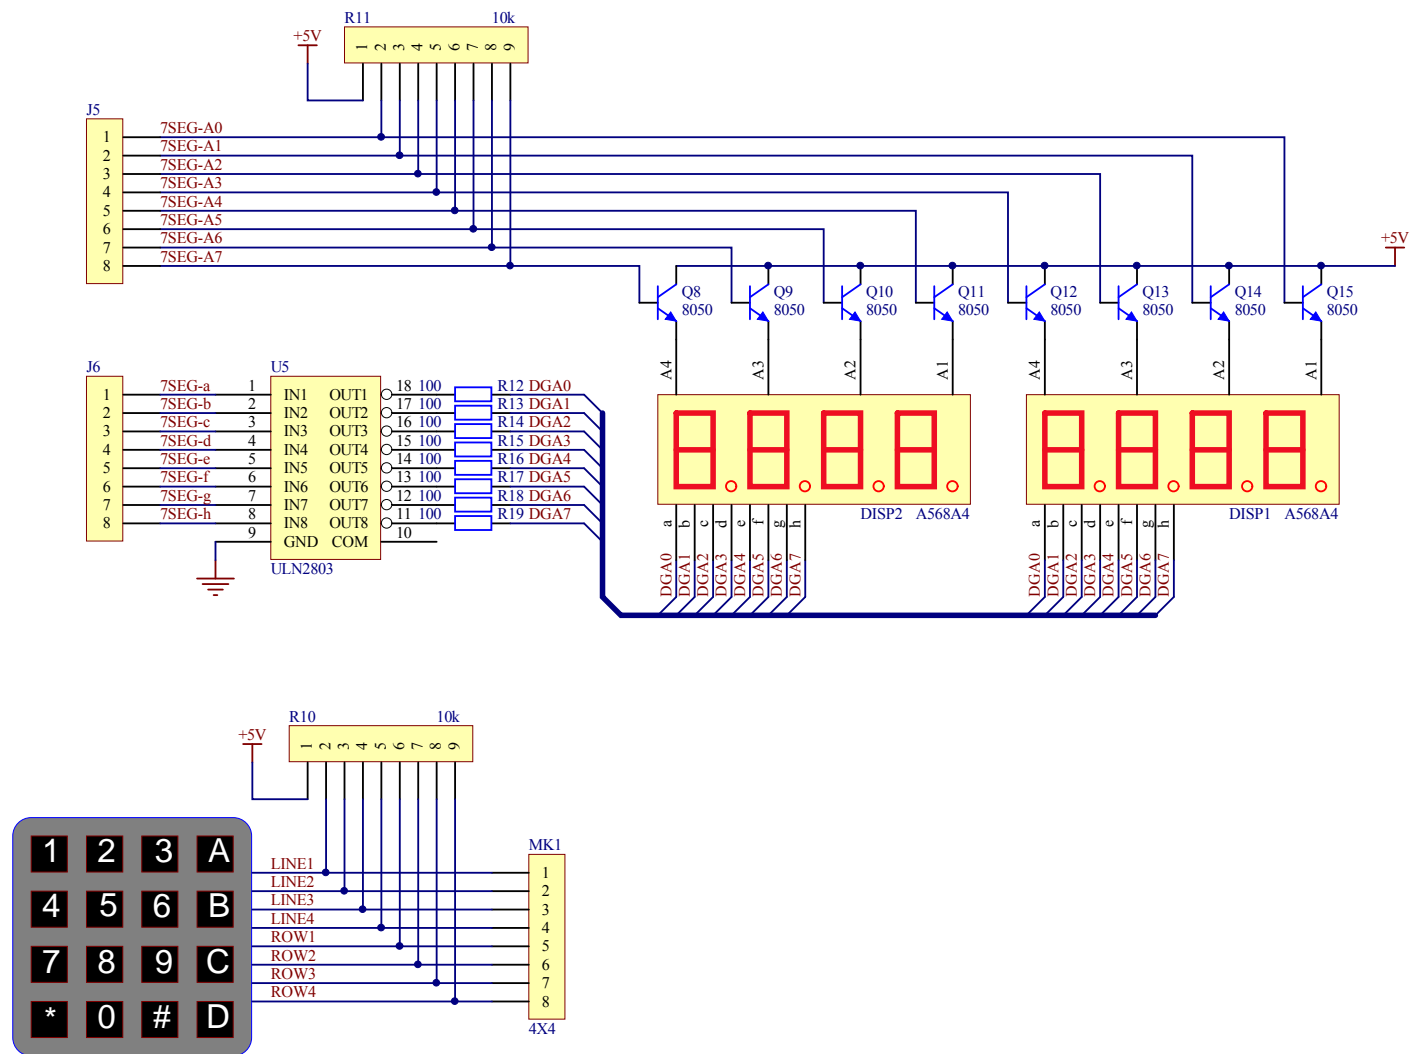 R11 10k
+5V
1 2 3 4 5 6 7 8 9
J5
1 7SEG-A0
2 7SEG-A1
3 7SEG-A2
4 7SEG-A3
5 7SEG-A4
6 7SEG-A5
7 7SEG-A6
8 7SEG-A7
+5V
Q8 Q9 Q10 Q11 Q12 Q13 Q14 Q15
8050 8050 8050 8050 8050 8050 8050 8050
A4 A3 A2 A1 A4 A3 A2 A1
J6 U5
1 7SEG-a 1 IN1 OUT1 18 100 R12 DGA0
2 7SEG-b 2 IN2 OUT2 17 100 R13 DGA1
3 7SEG-c 3 IN3 OUT3 16 100 R14 DGA2
4 7SEG-d 4 IN4 OUT4 15 100 R15 DGA3
5 7SEG-e 5 IN5 OUT5 14 100 R16 DGA4
6 7SEG-f 6 IN6 OUT6 13 100 R17 DGA5
7 7SEG-g 7 IN7 OUT7 12 100 R18 DGA6
8 7SEG-h 8 IN8 OUT8 11 100 R19 DGA7
9 GND COM 10
ULN2803
DISP2 A568A4 DISP1 A568A4
a b c d e f g h a b c d e f g h
DGA0 DGA1 DGA2 DGA3 DGA4 DGA5 DGA6 DGA7 DGA0 DGA1 DGA2 DGA3 DGA4 DGA5 DGA6 DGA7
R10 10k
+5V
1 2 3 4 5 6 7 8 9
1 2 3 A
4 5 6 B
7 8 9 C
* 0 # D
MK1
LINE1 1
LINE2 2
LINE3 3
LINE4 4
ROW1 5
ROW2 6
ROW3 7
ROW4 8
4X4